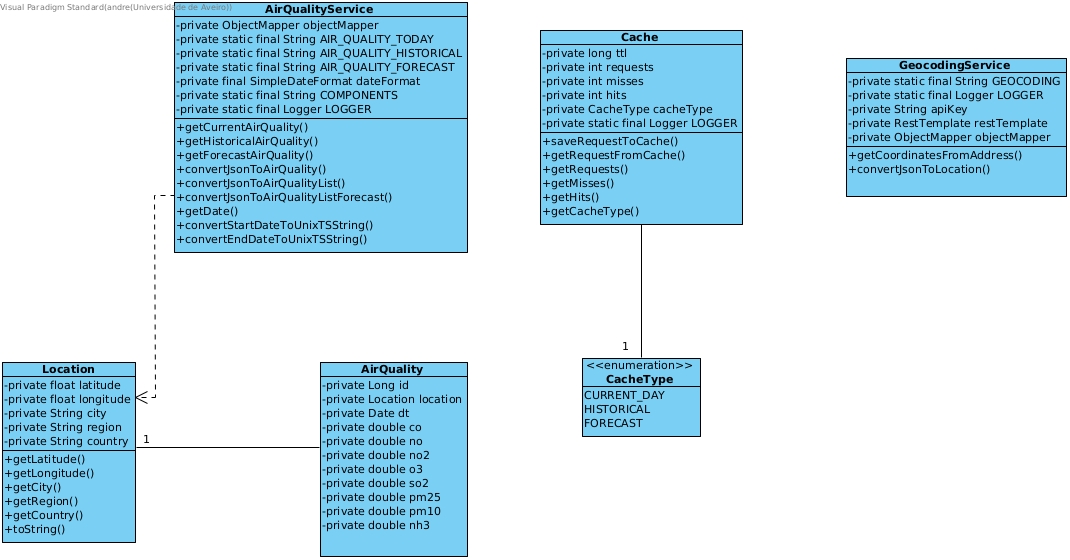 Visual Paradigm Standard(andre(Universidade de Aveiro))
AirQualityService
-private ObjectMapper objectMapper
-private static final String AIR_QUALITY_TODAY
-private static final String AIR_QUALITY_HISTORICAL
-private static final String AIR_QUALITY_FORECAST
-private final SimpleDateFormat dateFormat
-private static final String COMPONENTS
-private static final Logger LOGGER
+getCurrentAirQuality()
+getHistoricalAirQuality()
+getForecastAirQuality()
+convertJsonToAirQuality()
+convertJsonToAirQualityList()
+convertJsonToAirQualityListForecast()
+getDate()
+convertStartDateToUnixTSString()
+convertEndDateToUnixTSString()
Cache
-private long ttl
-private int requests
-private int misses
-private int hits
-private CacheType cacheType
-private static final Logger LOGGER
+saveRequestToCache()
+getRequestFromCache()
+getRequests()
+getMisses()
+getHits()
+getCacheType()
GeocodingService
-private static final String GEOCODING
-private static final Logger LOGGER
-private String apiKey
-private RestTemplate restTemplate
-private ObjectMapper objectMapper
+getCoordinatesFromAddress()
+convertJsonToLocation()
1
<<enumeration>>
CacheType
CURRENT_DAY
HISTORICAL
FORECAST
Location
-private float latitude
-private float longitude
-private String city
-private String region
-private String country
+getLatitude()
+getLongitude()
+getCity()
+getRegion()
+getCountry()
+toString()
1
AirQuality
-private Long id
-private Location location
-private Date dt
-private double co
-private double no
-private double no2
-private double o3
-private double so2
-private double pm25
-private double pm10
-private double nh3